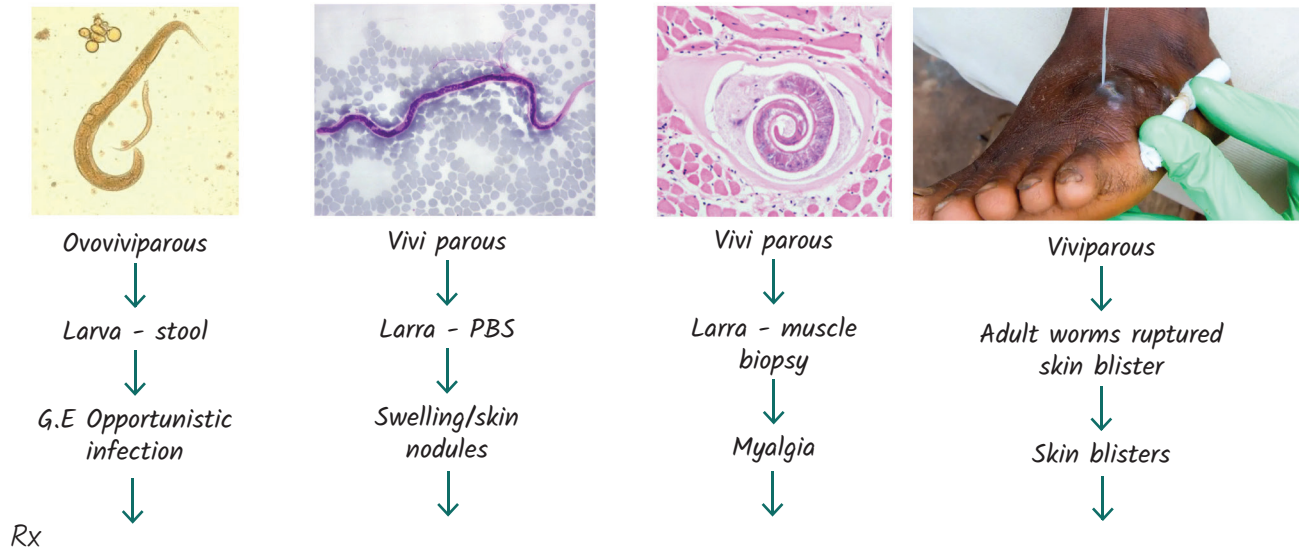 Ovoviviparous
Larva - stool
G.E Opportunistic
infection
Vivi parous
Larra - PBS
Swelling/skin
nodules
Vivi parous
Larra - muscle
biopsy
Myalgia
Viviparous
Adult worms ruptured
skin blister
Skin blisters
Rx